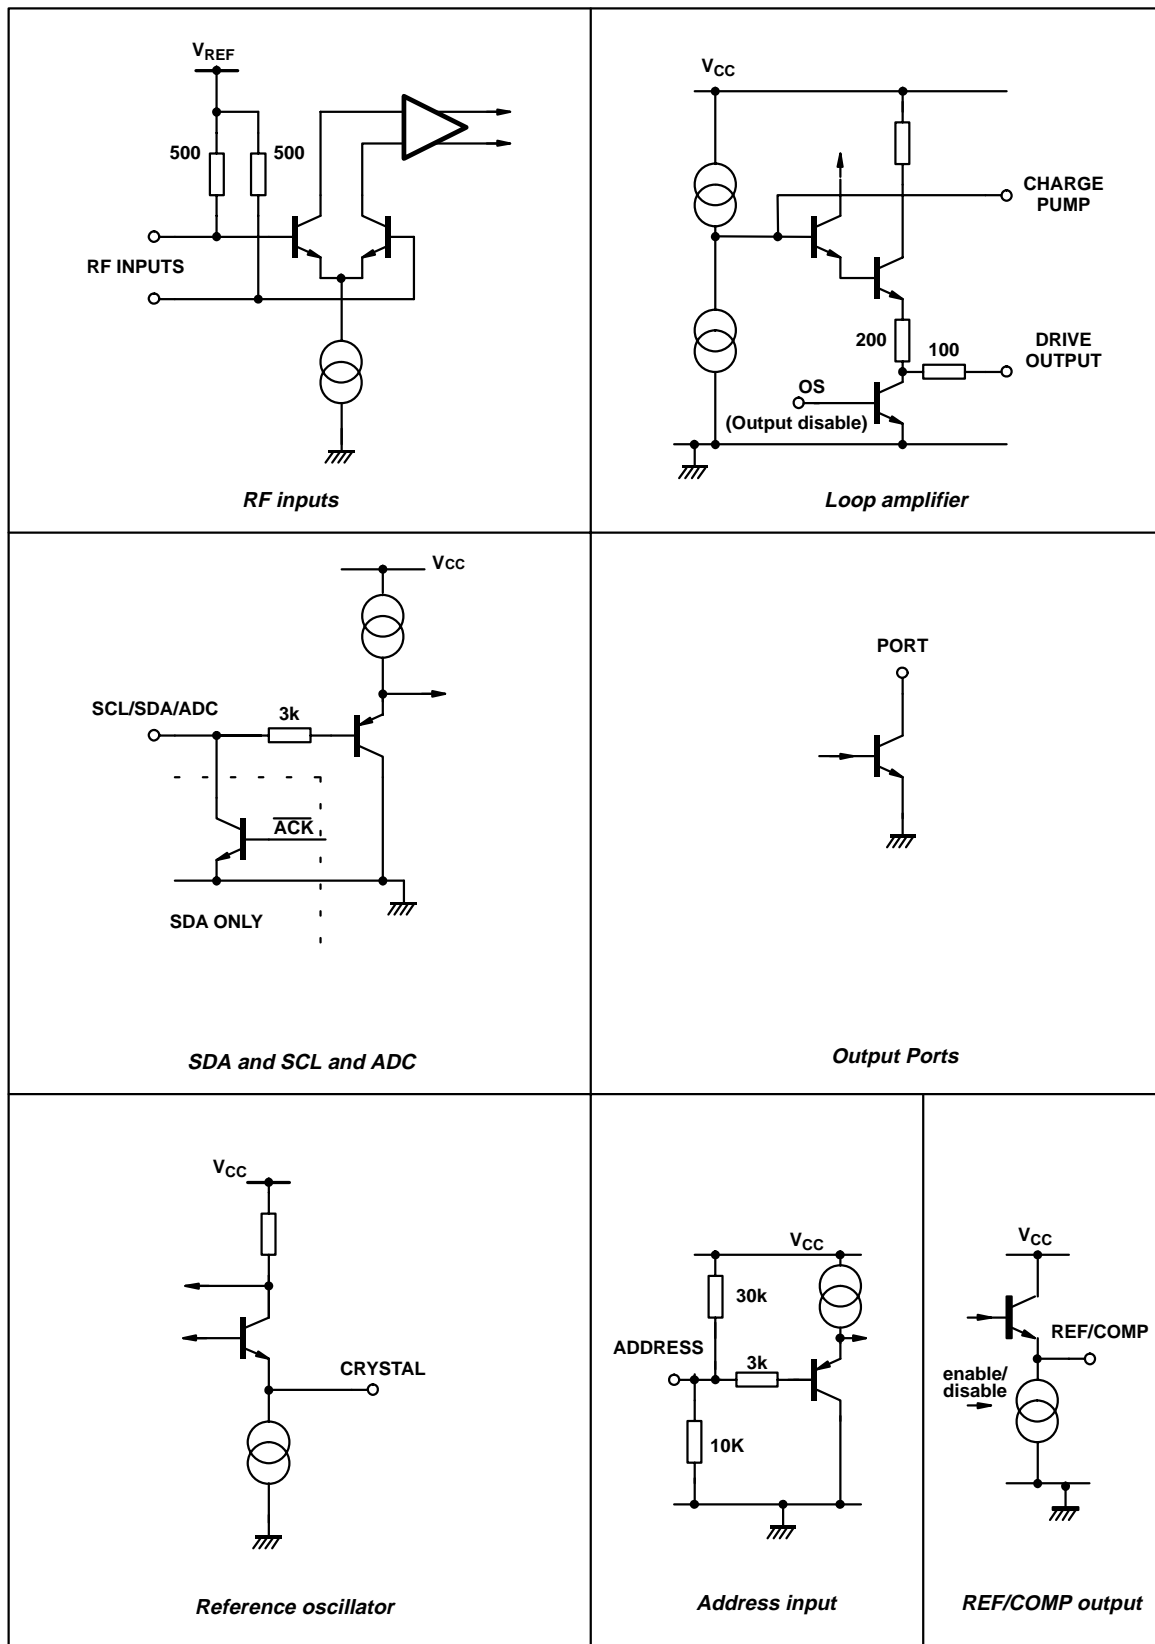 VREF
500
500
RF INPUTS
RF inputs
VCC
CHARGE
PUMP
200
100
DRIVE
OUTPUT
OS
(Output disable)
Loop amplifier
VCC
SCL/SDA/ADC
3k
ACK
SDA ONLY
SDA and SCL and ADC
PORT
Output Ports
VCC
CRYSTAL
Reference oscillator
VCC
30k
ADDRESS
3k
10K
Address input
VCC
REF/COMP
enable/
disable
REF/COMP output